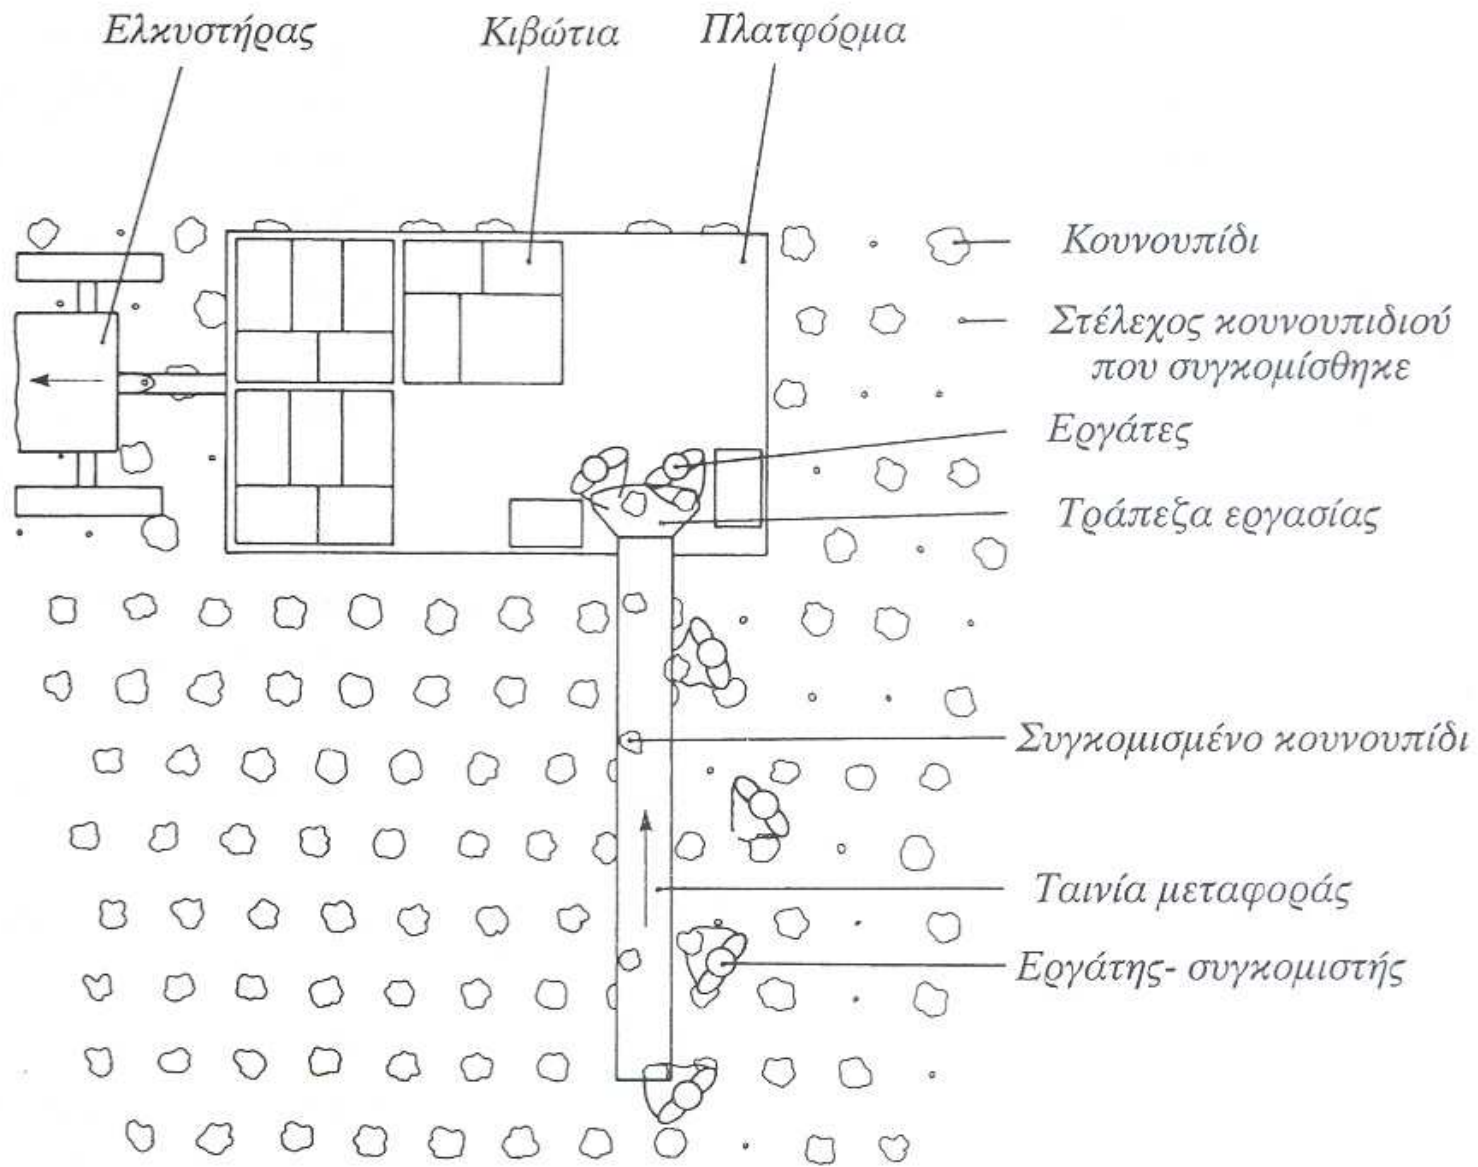 Ελκυστήρας
Κιβώτια
Πλατφόρμα
Κουνουπίδι
Στέλεχος κουνουπιδιού
που συγκομίσθηκε
Εργάτες
Τράπεζα εργασίας
Συγκομισμένο κουνουπίδι
Ταινία μεταφοράς
Εργάτης- συγκομιστής